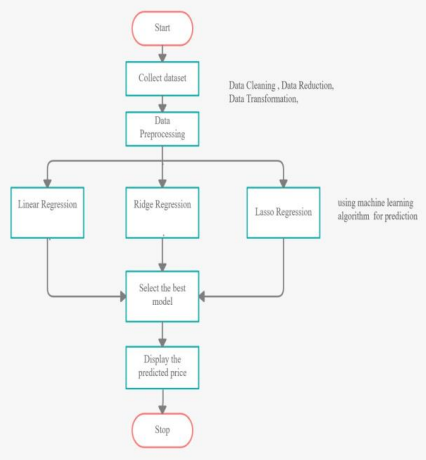 Start
Collect dataset
Data Cleaning , Data Reduction,
Data Transformation,
Data
Preprocessing
Linear Regression
Ridge Regression
Lasso Regression
using machine learning
algorithm for prediction
Select the best
model
Display the
predicted price
Stop